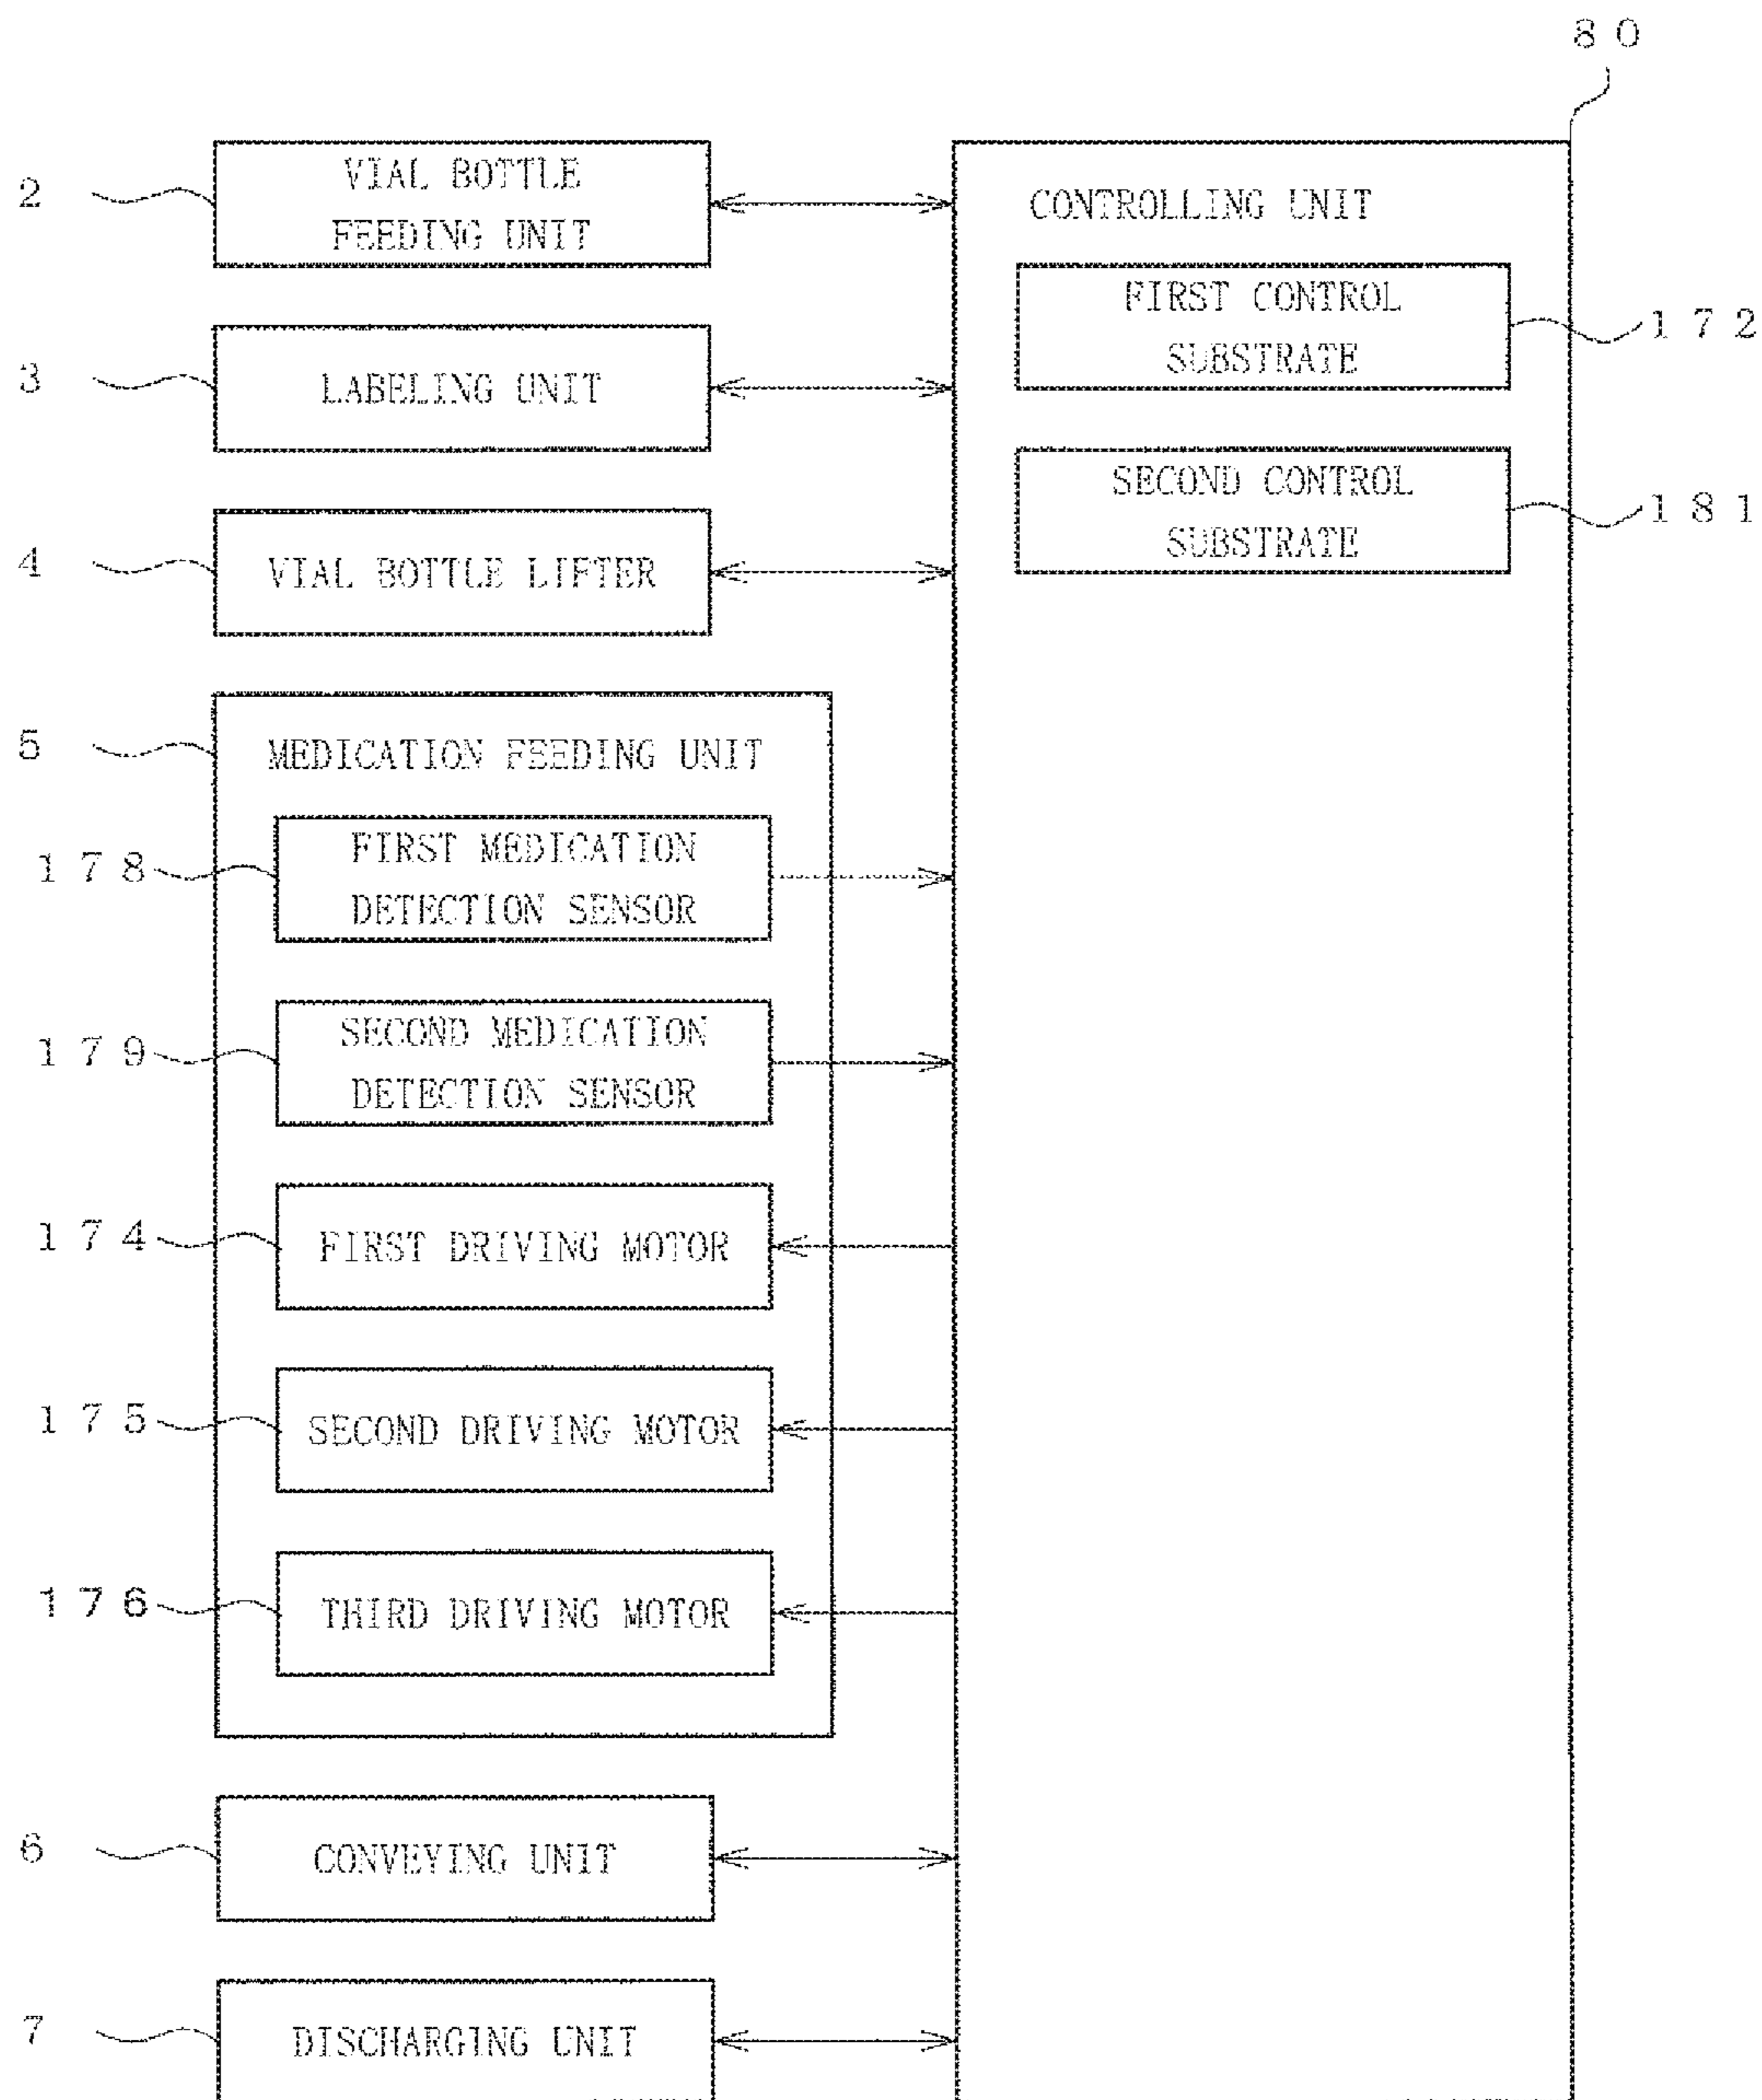 8 0
2
VIAL BOTTLE
FEEDING UNIT
CONTROLLING UNIT
FIRST CONTROL
SUBSTRATE
1 7 2
3
LABELING UNIT
SECOND CONTROL
SUBSTRATE
1 8 1
4
VIAL BOTTLE LIFTER
5
MEDICATION FEEDING UNIT
1 7 8
FIRST MEDICATION
DETECTION SENSOR
1 7 9
SECOND MEDICATION
DETECTION SENSOR
1 7 4
FIRST DRIVING MOTOR
1 7 5
SECOND DRIVING MOTOR
1 7 6
THIRD DRIVING MOTOR
6
CONVEYING UNIT
7
DISCHARGING UNIT